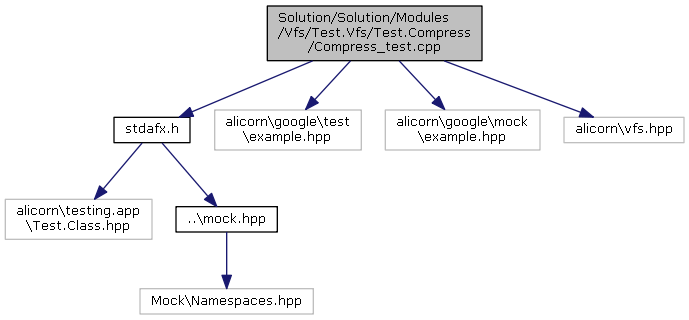 Solution/Solution/Modules
/Vfs/Test.Vfs/Test.Compress
/Compress_test.cpp
stdafx.h
alicorn\google\test
\example.hpp
alicorn\google\mock
\example.hpp
alicorn\vfs.hpp
alicorn\testing.app
\Test.Class.hpp
..\mock.hpp
Mock\Namespaces.hpp